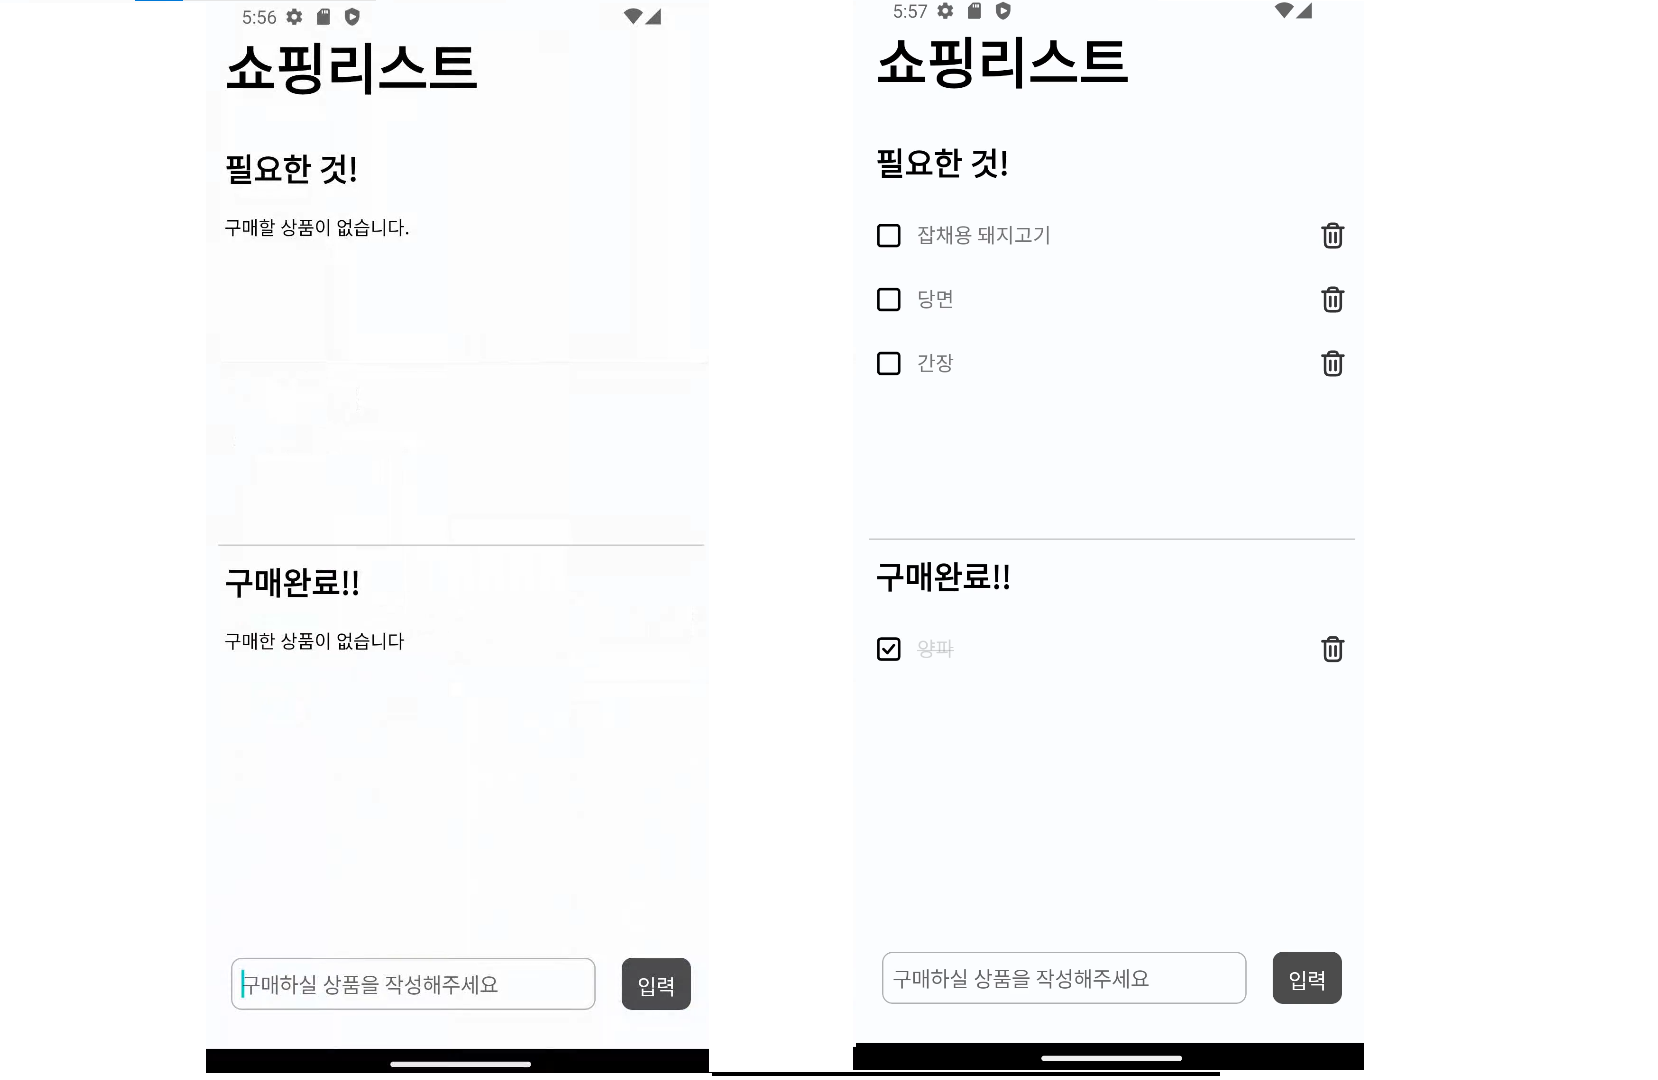 5:56
쇼핑리스트
필요한 것!
구매할 상품이 없습니다.
구매완료!!
구매한 상품이 없습니다
구매하실 상품을 작성해주세요
입력
5:57
쇼핑리스트
필요한 것!
잡채용 돼지고기
당면
간장
구매완료!!
양파
구매하실 상품을 작성해주세요
입력